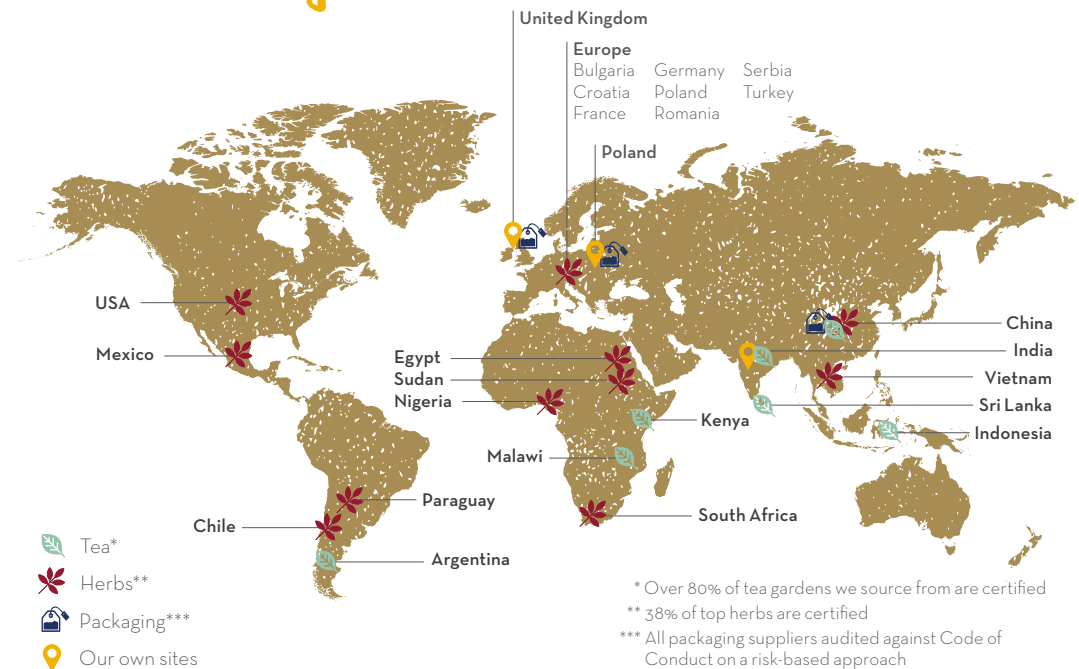 United Kingdom
Europe
Bulgaria Germany Serbia
Croatia Poland Turkey
France Romania
Poland
USA
Mexico
Egypt
Sudan
Nigeria
Kenya
Malawi
South Africa
China
India
Vietnam
Sri Lanka
Indonesia
Paraguay
Chile
Argentina
Tea*
Herbs**
Packaging***
Our own sites
* Over 80% of tea gardens we source from are certified
** 38% of top herbs are certified
*** All packaging suppliers audited against Code of
Conduct on a risk-based approach